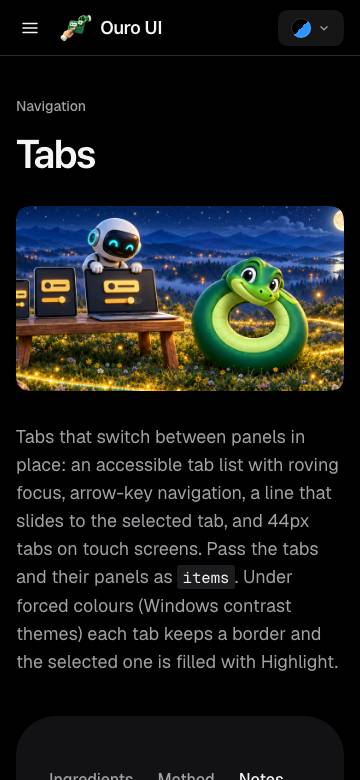 Ouro UI
Navigation
Tabs
Tabs that switch between panels in
place: an accessible tab list with roving
focus, arrow-key navigation, a line that
slides to the selected tab, and 44px
tabs on touch screens. Pass the tabs
and their panels as items. Under
forced colours (Windows contrast
themes) each tab keeps a border and
the selected one is filled with Highlight.
Ingredients Method Notes